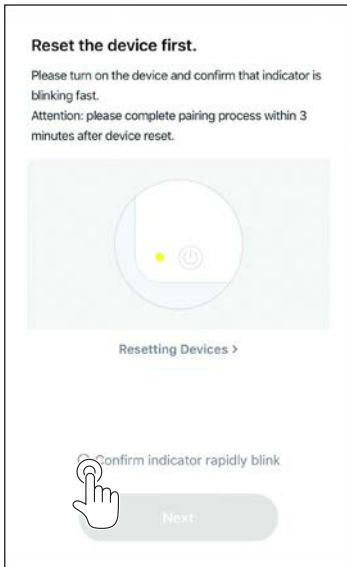 Reset the device first.
Please turn on the device and confirm that indicator is
blinking fast.
Attention: please complete pairing process within 3
minutes after device reset.
Resetting Devices >
Confirm indicator rapidly blink
Next